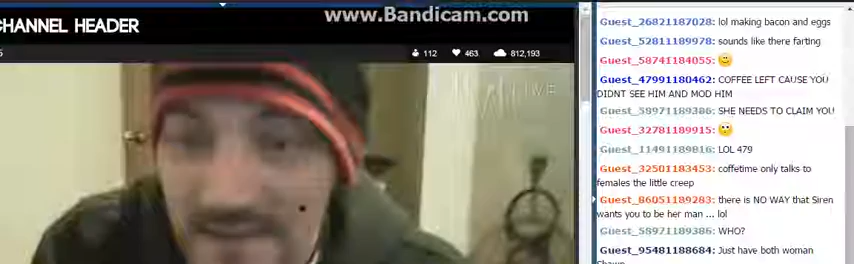 www.Bandicam.com
CHANNEL HEADER
112 463 812,193
LIVE
Guest_26821187028: lol making bacon and eggs
Guest_52811189978: sounds like there farting
Guest_58741184055:
Guest_47991180462: COFFEE LEFT CAUSE YOU
DIDNT SEE HIM AND MOD HIM
Guest_58971189386: SHE NEEDS TO CLAIM YOU
Guest_32781189915:
Guest_11491189816: LOL 479
Guest_32501183453: coffetime only talks to
females the little creep
Guest_86051189283: there is NO WAY that Siren
wants you to be her man ... lol
Guest_58971189386: WHO?
Guest_95481188684: Just have both woman